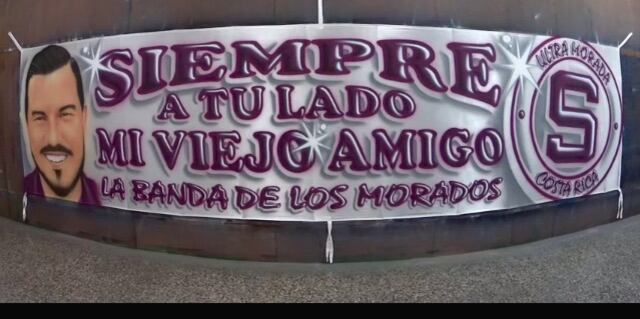 SIEMPRE
A TU LADO
MI VIEJO AMIGO
LA BANDA DE LOS MORADOS
ULTRA MORADA
S
COSTA RICA